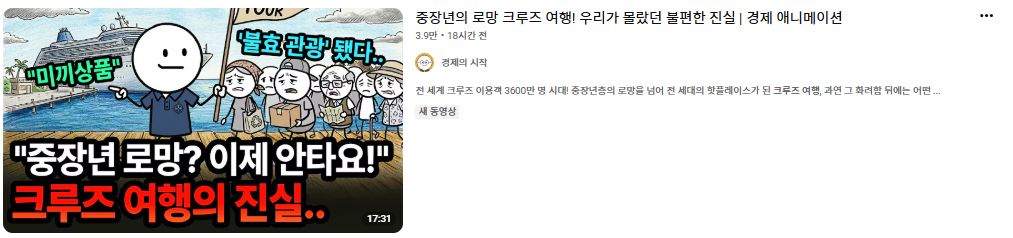 TOUR
"미끼상품"
'불효 관광' 됐다..
"중장년 로망? 이제 안타요!"
크루즈 여행의 진실..
17:31
중장년의 로망 크루즈 여행! 우리가 몰랐던 불편한 진실 | 경제 애니메이션
3.9만 • 18시간 전
경제의 시작
전 세계 크루즈 이용객 3600만 명 시대! 중장년층의 로망을 넘어 전 세대의 핫플레이스가 된 크루즈 여행, 과연 그 화려함 뒤에는 어떤 ...
새 동영상